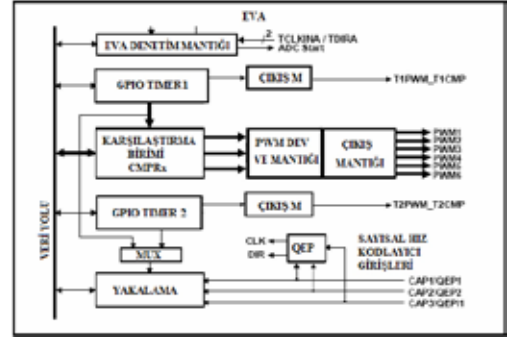 EVA
EVA DENETİM MANTIĞI
2
TCLKINA / TDIRA
ADC Start
GPIO TIMER 1
ÇIKIŞ M
T1PWM_T1CMP
KARŞILAŞTIRMA
BİRİMİ
CMPRx
PWM DEV
VE MANTIĞI
ÇIKIŞ
MANTIĞI
PWM1
PWM2
PWM3
PWM4
PWM5
PWM6
GPIO TIMER 2
ÇIKIŞ M
T2PWM_T2CMP
VERİ YOLU
MUX
CLK
DIR
QEP
SAYISAL HIZ
KODLAYICI
GİRİŞLERİ
YAKALAMA
CAP1/QEP1
CAP2/QEP2
CAP3/QEPI1